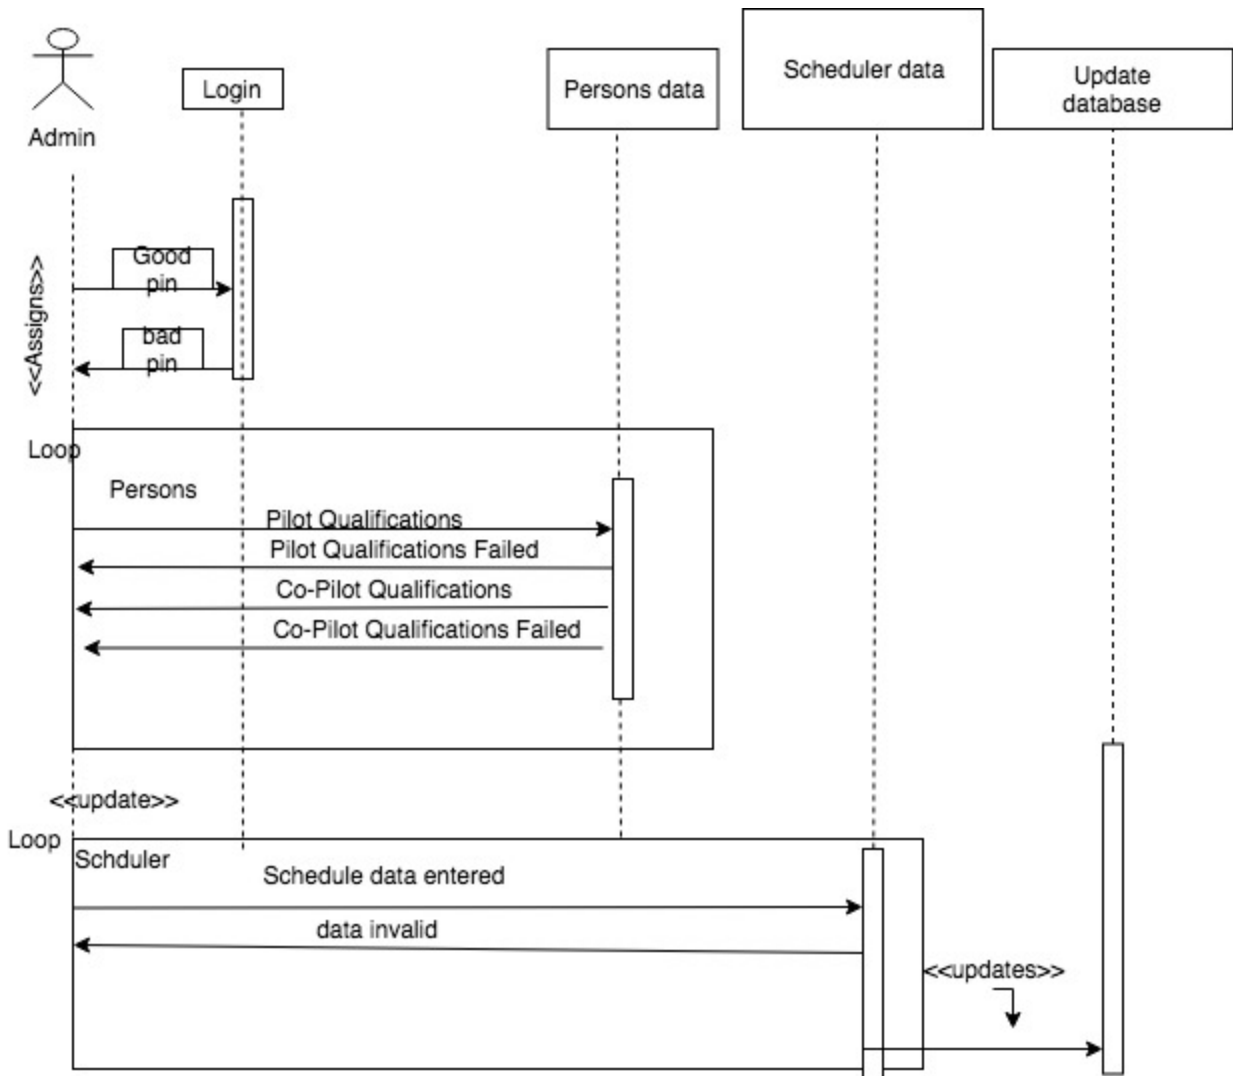 Admin
Login
Persons data
Scheduler data
Update
database
<<Assigns>>
Good
pin
bad
pin
Loop
Persons
Pilot Qualifications
Pilot Qualifications Failed
Co-Pilot Qualifications
Co-Pilot Qualifications Failed
<<update>>
Loop
Schduler
Schedule data entered
data invalid
<<updates>>